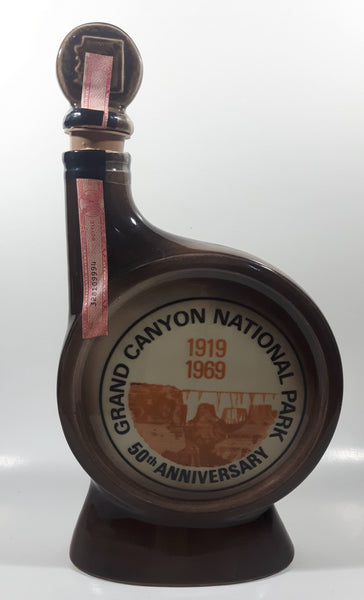 GRAND CANYON NATIONAL PARK
1919
1969
50th ANNIVERSARY